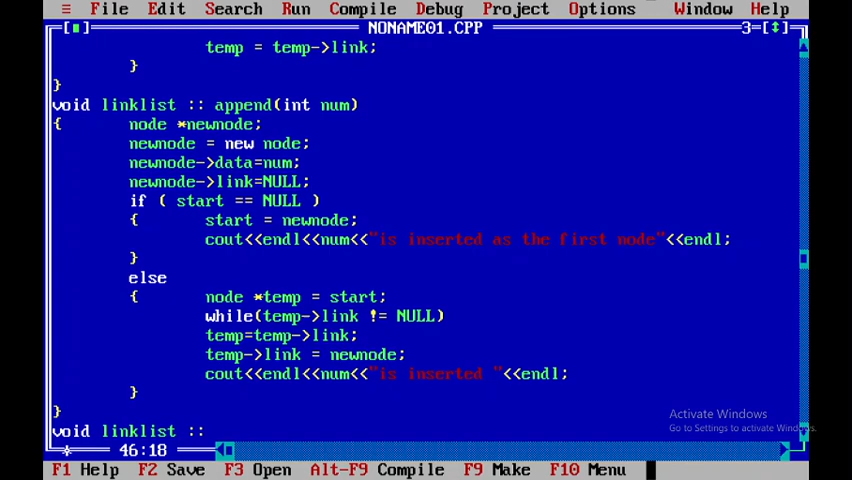 ≡ File Edit Search Run Compile Debug Project Options Window Help
[■] NONAME01.CPP 3=[↕]
temp = temp->link;
}
}
void linklist :: append(int num)
{ node *newnode;
newnode = new node;
newnode->data=num;
newnode->link=NULL;
if ( start == NULL )
{ start = newnode;
cout<<endl<<num<<"is inserted as the first node"<<endl;
}
else
{ node *temp = start;
while(temp->link != NULL)
temp=temp->link;
temp->link = newnode;
cout<<endl<<num<<"is inserted "<<endl;
}
}
void linklist ::
46:18
Activate Windows
Go to Settings to activate Windows.
F1 Help F2 Save F3 Open Alt-F9 Compile F9 Make F10 Menu